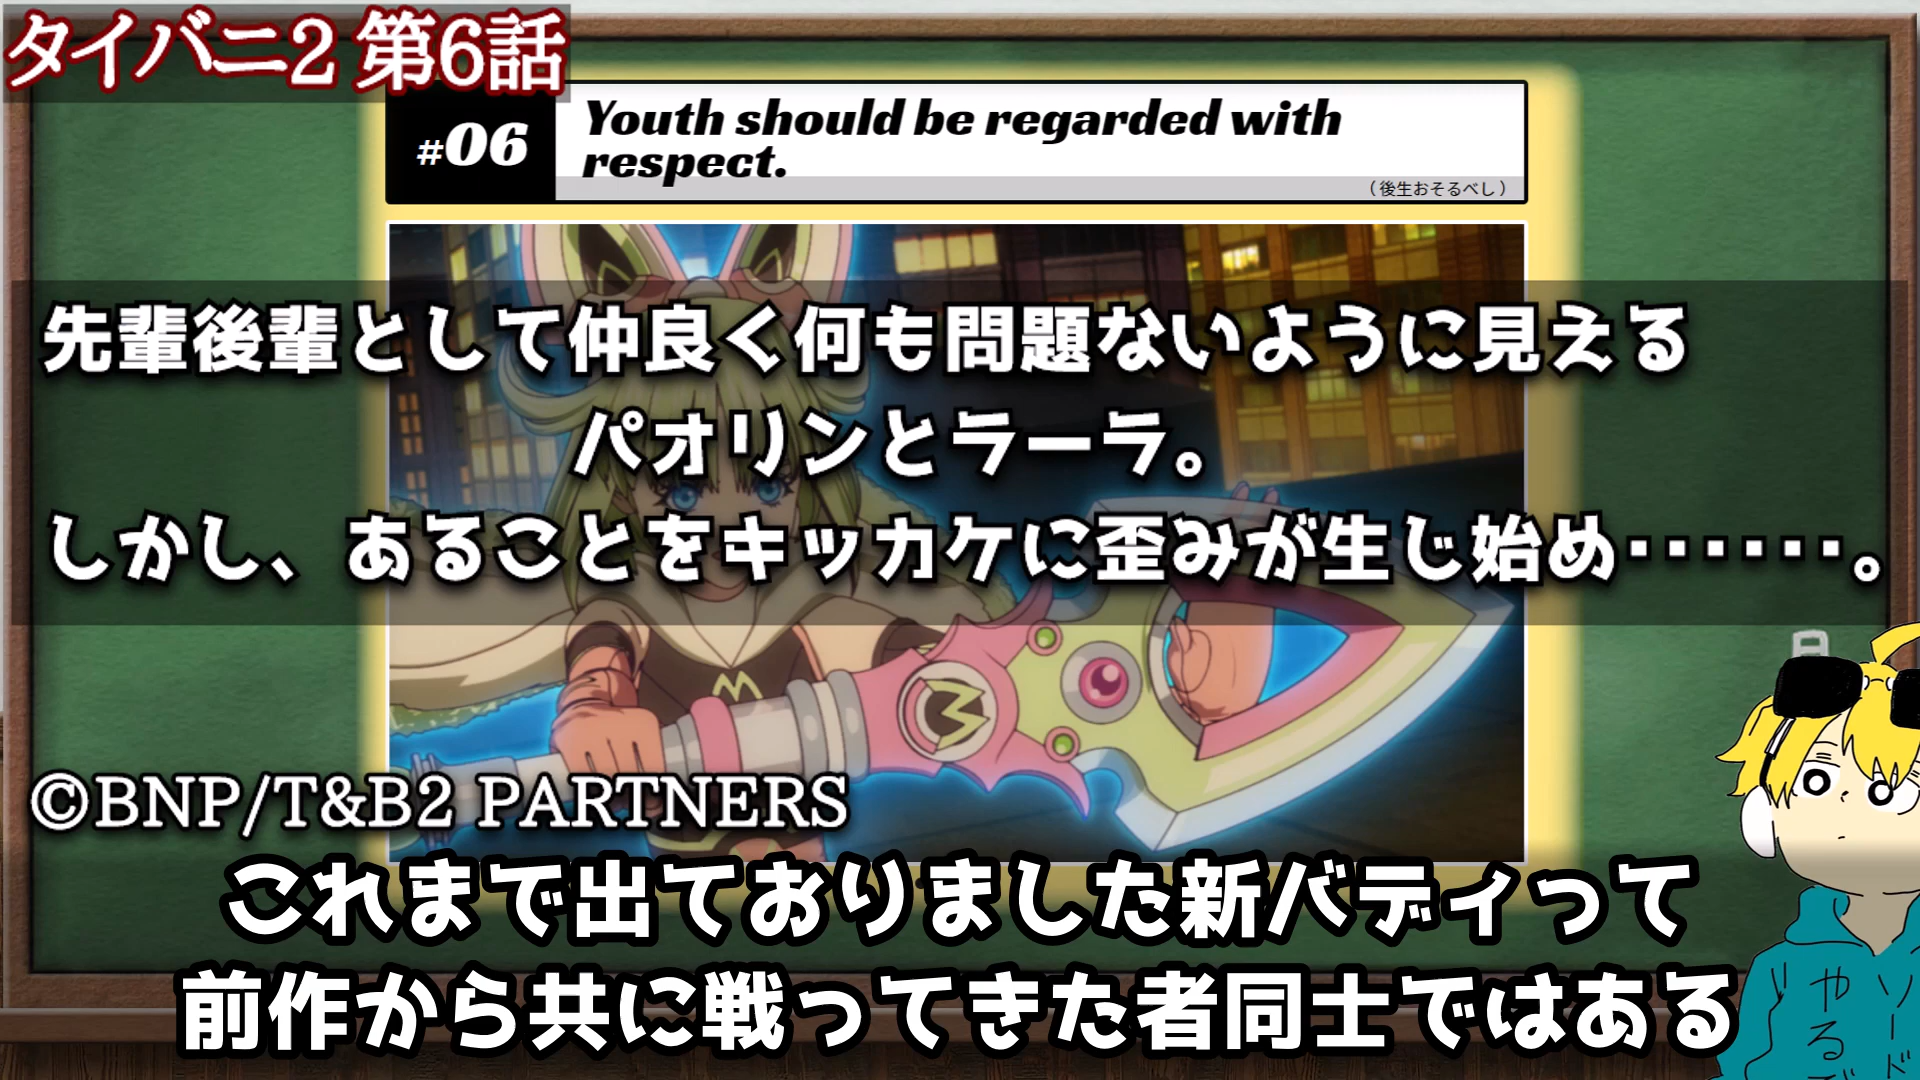 タイバニ2 第6話
#06
Youth should be regarded with
respect.
（後生おそるべし）
先輩後輩として仲良く何も問題ないように見える
パオリンとラーラ。
しかし、あることをキッカケに歪みが生じ始め‥‥‥。
©BNP/T&B2 PARTNERS
これまで出ておりました新バディって
前作から共に戦ってきた者同士ではある